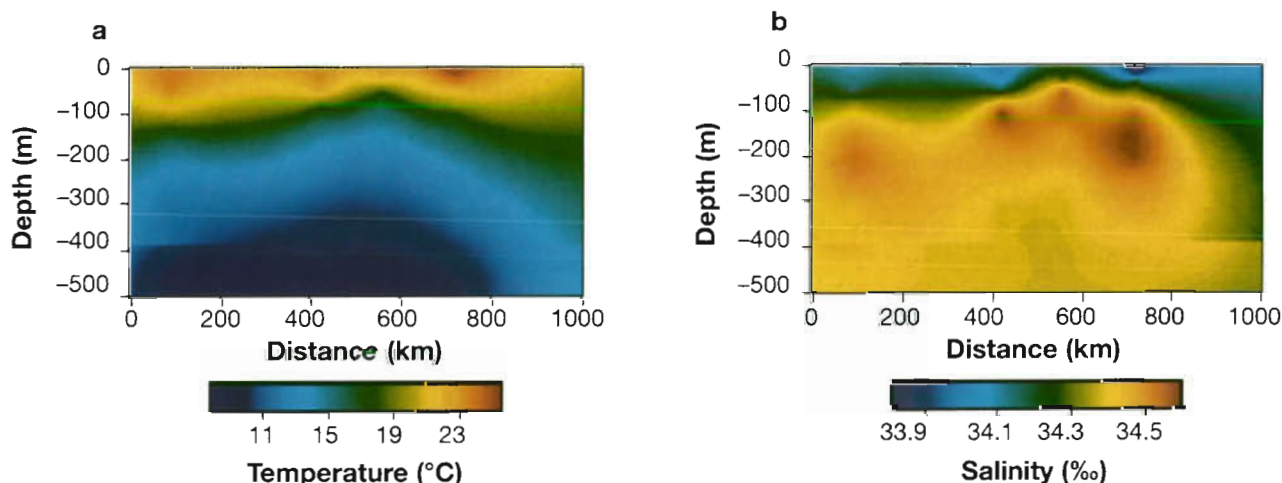 a
0
−100
−200
−300
−400
−500
Depth (m)
0 200 400 600 800 1000
Distance (km)
11 15 19 23
Temperature (°C)
b
0
−100
−200
−300
−400
−500
Depth (m)
0 200 400 600 800 1000
Distance (km)
33.9 34.1 34.3 34.5
Salinity (‰)